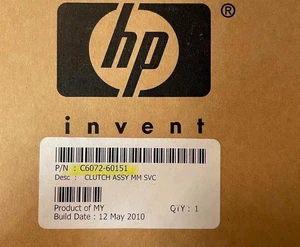 hp
®
invent
P/N : C6072-60151
Desc : CLUTCH ASSY MM SVC
Product of MY
QTY : 1
Build Date : 12 May 2010